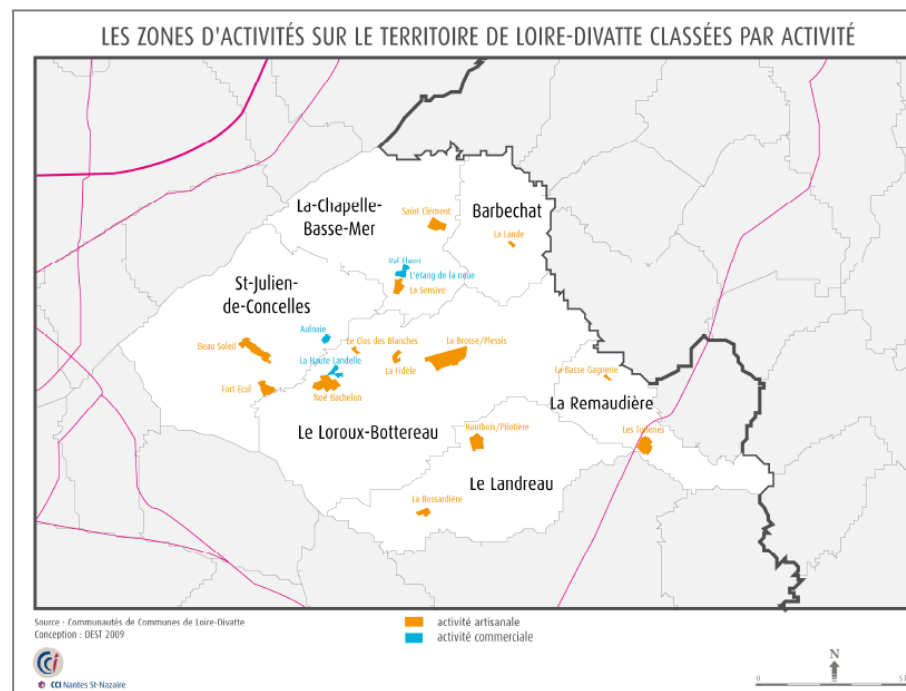 LES ZONES D'ACTIVITÉS SUR LE TERRITOIRE DE LOIRE-DIVATTE CLASSÉES PAR ACTIVITÉ
La-Chapelle-
Basse-Mer
Saint Clément
Barbechat
La Lande
Val Fleuri
L'étang de la noue
La Sensive
St-Julien-
de-Concelles
Aulnaie
Beau Soleil
Le Clos des Blanches
La Brosse/Plessis
La Haute Landelle
La Fidèle
La Basse Gagnerie
Fort Ecul
Noé Bachelon
La Remaudière
Le Loroux-Bottereau
Hautbois/Pilotière
Les Tuileries
Le Landreau
La Bossardière
Source : Communautés de Communes de Loire-Divatte
Conception : DEST 2009
activité artisanale
activité commerciale
CCi
CCI Nantes St-Nazaire
N
0 5